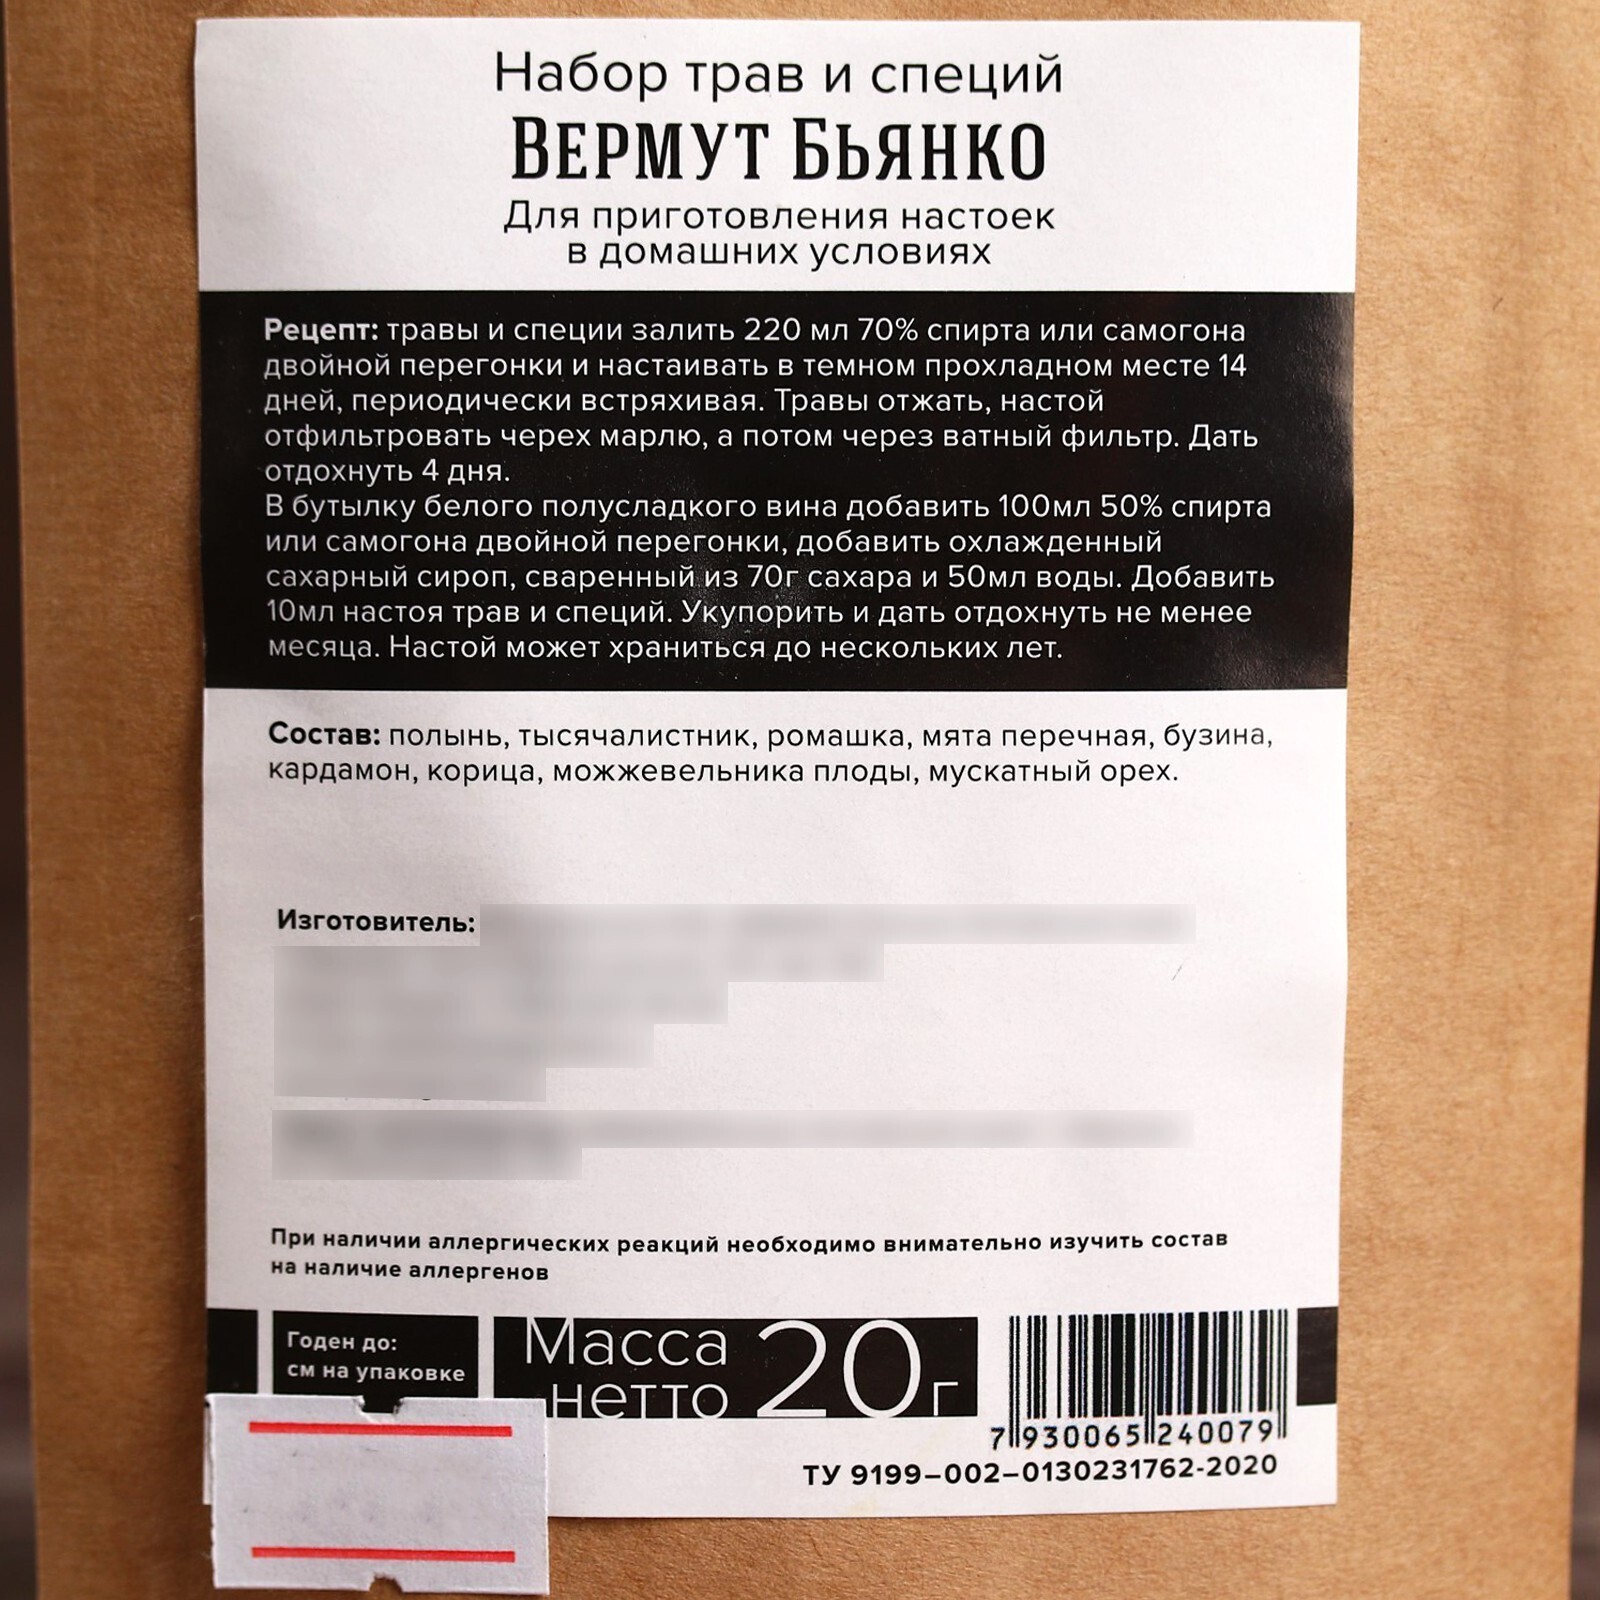 Набор трав и специй
Вермут Бьянко
Для приготовления настоек
в домашних условиях
Рецепт: травы и специи залить 220 мл 70% спирта или самогона
двойной перегонки и настаивать в темном прохладном месте 14
дней, периодически встряхивая. Травы отжать, настой
отфильтровать черех марлю, а потом через ватный фильтр. Дать
отдохнуть 4 дня.
В бутылку белого полусладкого вина добавить 100мл 50% спирта
или самогона двойной перегонки, добавить охлажденный
сахарный сироп, сваренный из 70г сахара и 50мл воды. Добавить
10мл настоя трав и специй. Укупорить и дать отдохнуть не менее
месяца. Настой может храниться до нескольких лет.
Состав: полынь, тысячалистник, ромашка, мята перечная, бузина,
кардамон, корица, можжевельника плоды, мускатный орех.
Изготовитель:
При наличии аллергических реакций необходимо внимательно изучить состав
на наличие аллергенов
Годен до:
см на упаковке
Масса
нетто 20г
7930065240079
ТУ 9199-002-0130231762-2020